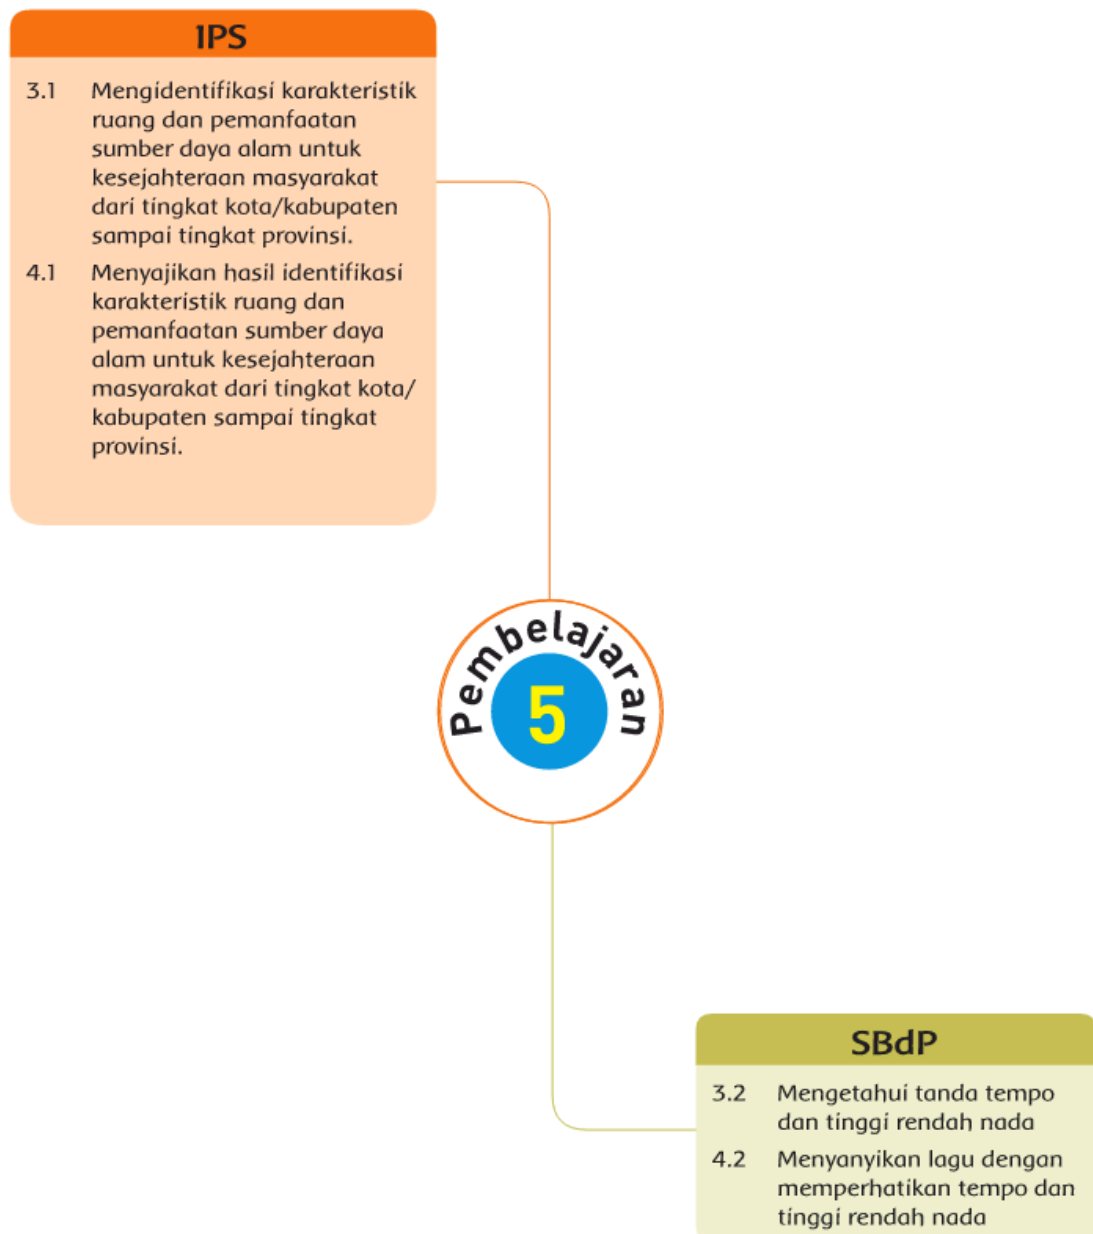 IPS
3.1 Mengidentifikasi karakteristik
ruang dan pemanfaatan
sumber daya alam untuk
kesejahteraan masyarakat
dari tingkat kota/kabupaten
sampai tingkat provinsi.
4.1 Menyajikan hasil identifikasi
karakteristik ruang dan
pemanfaatan sumber daya
alam untuk kesejahteraan
masyarakat dari tingkat kota/
kabupaten sampai tingkat
provinsi.
Pembelajaran
5
SBdP
3.2 Mengetahui tanda tempo
dan tinggi rendah nada
4.2 Menyanyikan lagu dengan
memperhatikan tempo dan
tinggi rendah nada